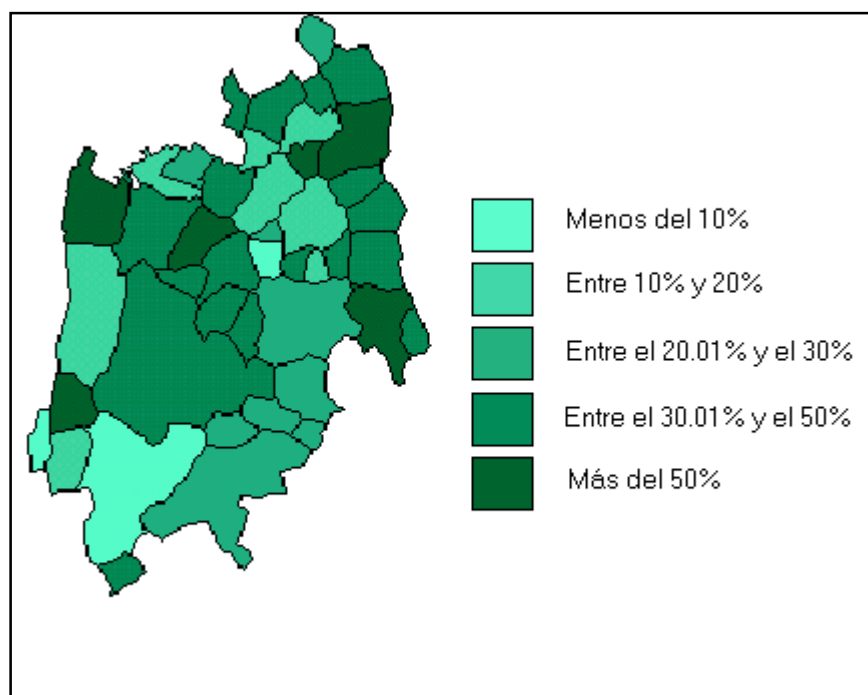 Menos del 10%
Entre 10% y 20%
Entre el 20.01% y el 30%
Entre el 30.01% y el 50%
Más del 50%